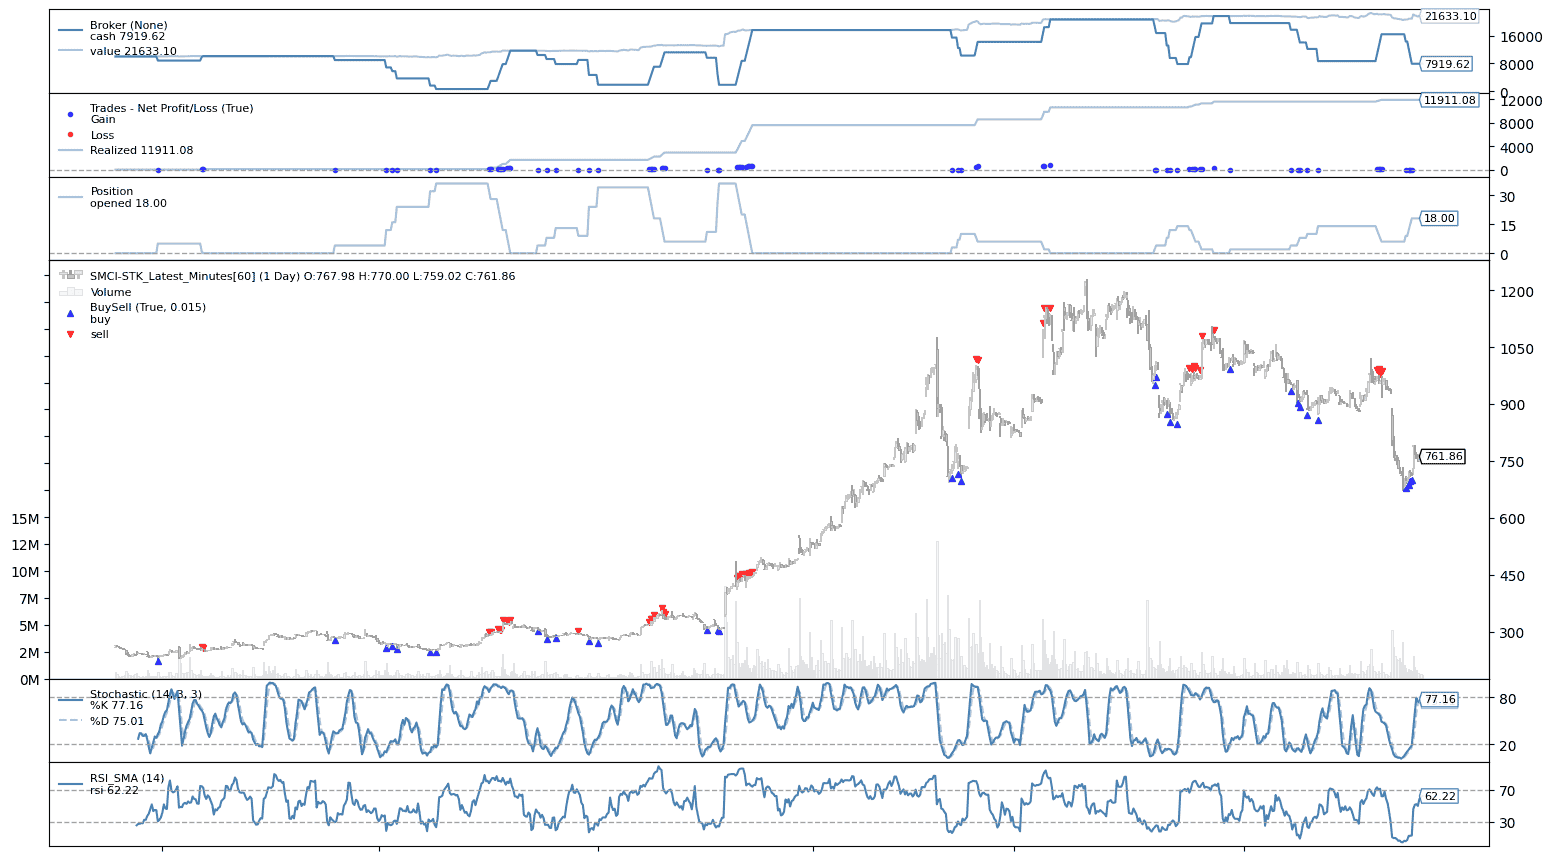 Broker (None)
cash 7919.62
value 21633.10
21633.10
16000
8000
7919.62
0
Trades - Net Profit/Loss (True)
Gain
Loss
Realized 11911.08
11911.08
12000
8000
4000
0
Position
opened 18.00
30
18.00
15
0
SMCI-STK_Latest_Minutes[60] (1 Day) O:767.98 H:770.00 L:759.02 C:761.86
Volume
BuySell (True, 0.015)
buy
sell
1200
1050
900
761.86
750
600
450
300
15M
12M
10M
7M
5M
2M
0M
Stochastic (14, 3, 3)
%K 77.16
%D 75.01
80
77.16
20
RSI_SMA (14)
rsi 62.22
70
62.22
30